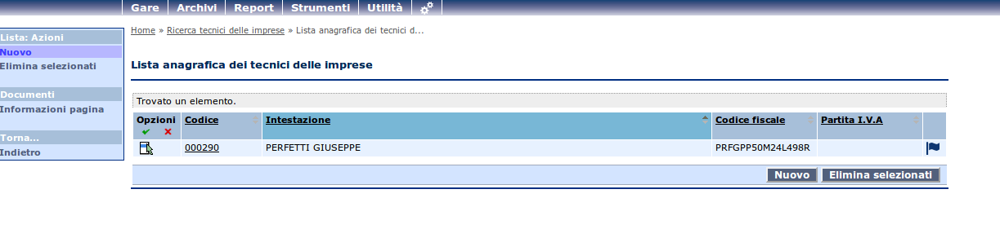 Gare Archivi Report Strumenti Utilità
Home » Ricerca tecnici delle imprese » Lista anagrafica dei tecnici d...
Lista: Azioni
Nuovo
Elimina selezionati
Documenti
Informazioni pagina
Torna...
Indietro
Lista anagrafica dei tecnici delle imprese
Trovato un elemento.
Opzioni Codice Intestazione Codice fiscale Partita I.V.A
000290 PERFETTI GIUSEPPE PRFGPP50M24L498R
Nuovo Elimina selezionati